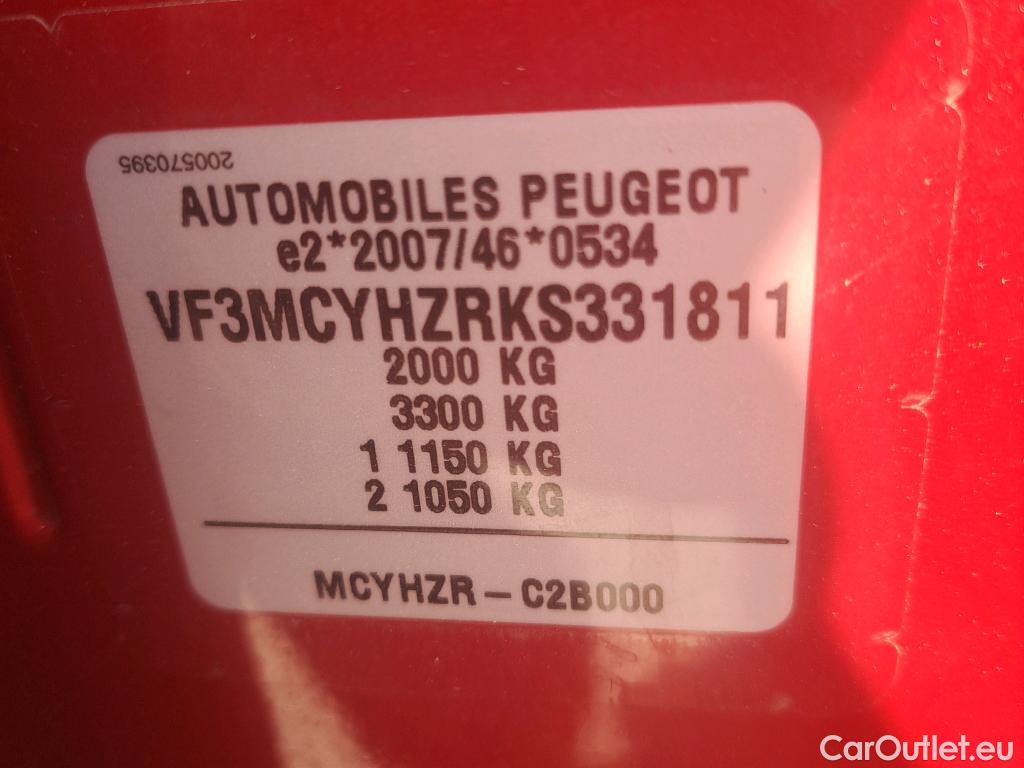 200570395
AUTOMOBILES PEUGEOT
e2*2007/46*0534
VF3MCYHZRKS331811
2000 KG
3300 KG
1 1150 KG
2 1050 KG
MCYHZR – C2B000
CarOutlet.eu